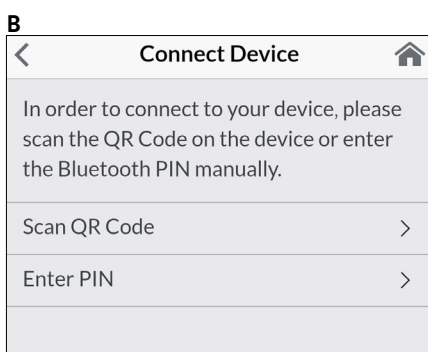 B
Connect Device
In order to connect to your device, please
scan the QR Code on the device or enter
the Bluetooth PIN manually.
Scan QR Code
Enter PIN